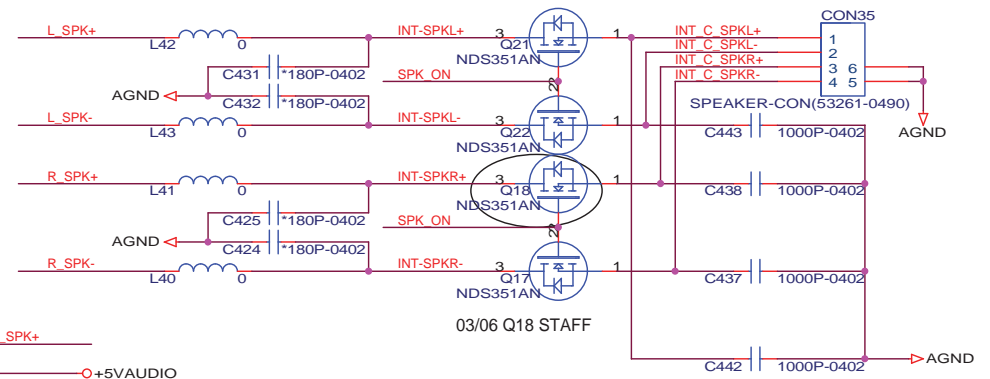 CON35
L_SPK+
L42
0
INT-SPKL+
3
Q21
NDS351AN
1
INT_C_SPKL+
INT_C_SPKL-
INT_C_SPKR+
INT_C_SPKR-
1
2
3 6
4 5
SPEAKER-CON(53261-0490)
AGND
C431
*180P-0402
SPK_ON
2
AGND
C432
*180P-0402
2
L_SPK-
L43
0
INT-SPKL-
3
Q22
NDS351AN
1
C443
1000P-0402
R_SPK+
L41
0
INT-SPKR+
3
Q18
NDS351AN
1
C438
1000P-0402
C425
*180P-0402
SPK_ON
2
AGND
C424
*180P-0402
2
R_SPK-
L40
0
INT-SPKR-
3
Q17
NDS351AN
1
C437
1000P-0402
03/06 Q18 STAFF
_SPK+
C442
1000P-0402
AGND
+5VAUDIO